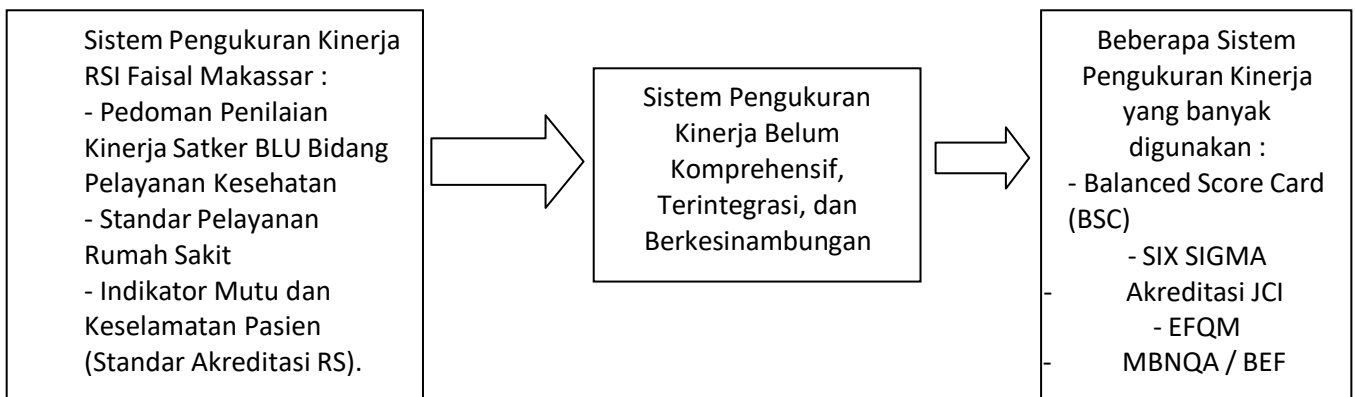 Sistem Pengukuran Kinerja
RSI Faisal Makassar :
- Pedoman Penilaian
Kinerja Satker BLU Bidang
Pelayanan Kesehatan
- Standar Pelayanan
Rumah Sakit
- Indikator Mutu dan
Keselamatan Pasien
(Standar Akreditasi RS).
Sistem Pengukuran
Kinerja Belum
Komprehensif,
Terintegrasi, dan
Berkesinambungan
Beberapa Sistem
Pengukuran Kinerja
yang banyak
digunakan :
- Balanced Score Card
(BSC)
- SIX SIGMA
- Akreditasi JCI
- EFQM
- MBNQA / BEF